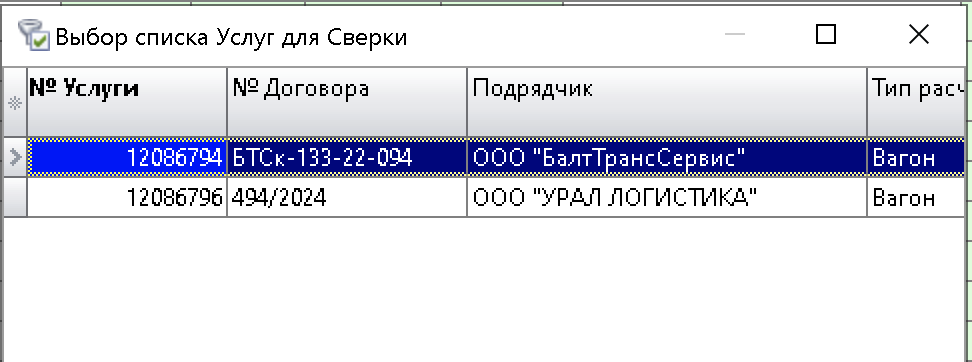 Выбор списка Услуг для Сверки
№ Услуги № Договора Подрядчик Тип расч
12086794 БТСк-133-22-094 ООО "БалтТрансСервис" Вагон
12086796 494/2024 ООО "УРАЛ ЛОГИСТИКА" Вагон